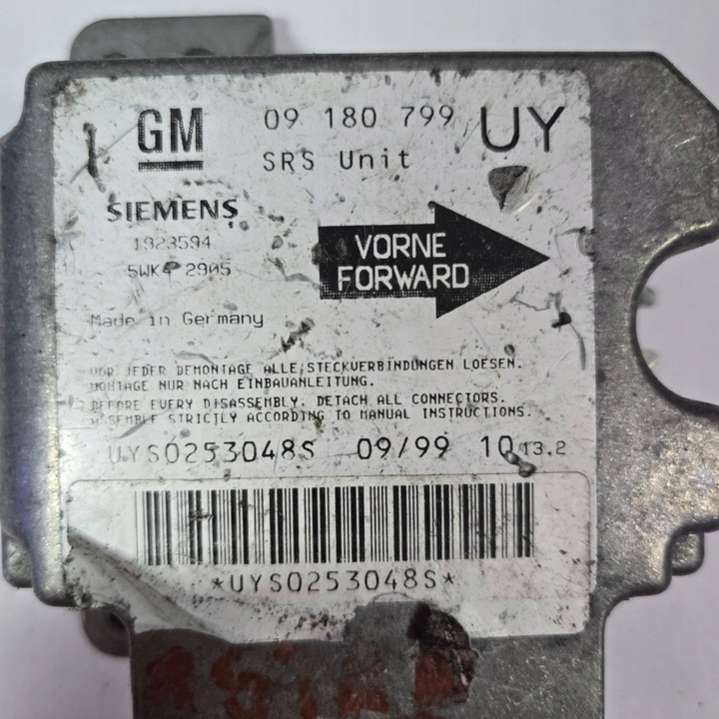 GM
09 180 799 UY
SRS Unit
SIEMENS
1923594
5WK4 2905
VORNE
FORWARD
Made in Germany
VOR JEDER DEMONTAGE ALLE STECKVERBINDUNGEN LOESEN.
MONTAGE NUR NACH EINBAUANLEITUNG.
BEFORE EVERY DISASSEMBLY. DETACH ALL CONNECTORS.
ASSEMBLE STRICTLY ACCORDING TO MANUAL INSTRUCTIONS.
UYS0253048S 09/99 10 13.2
*UYS0253048S*